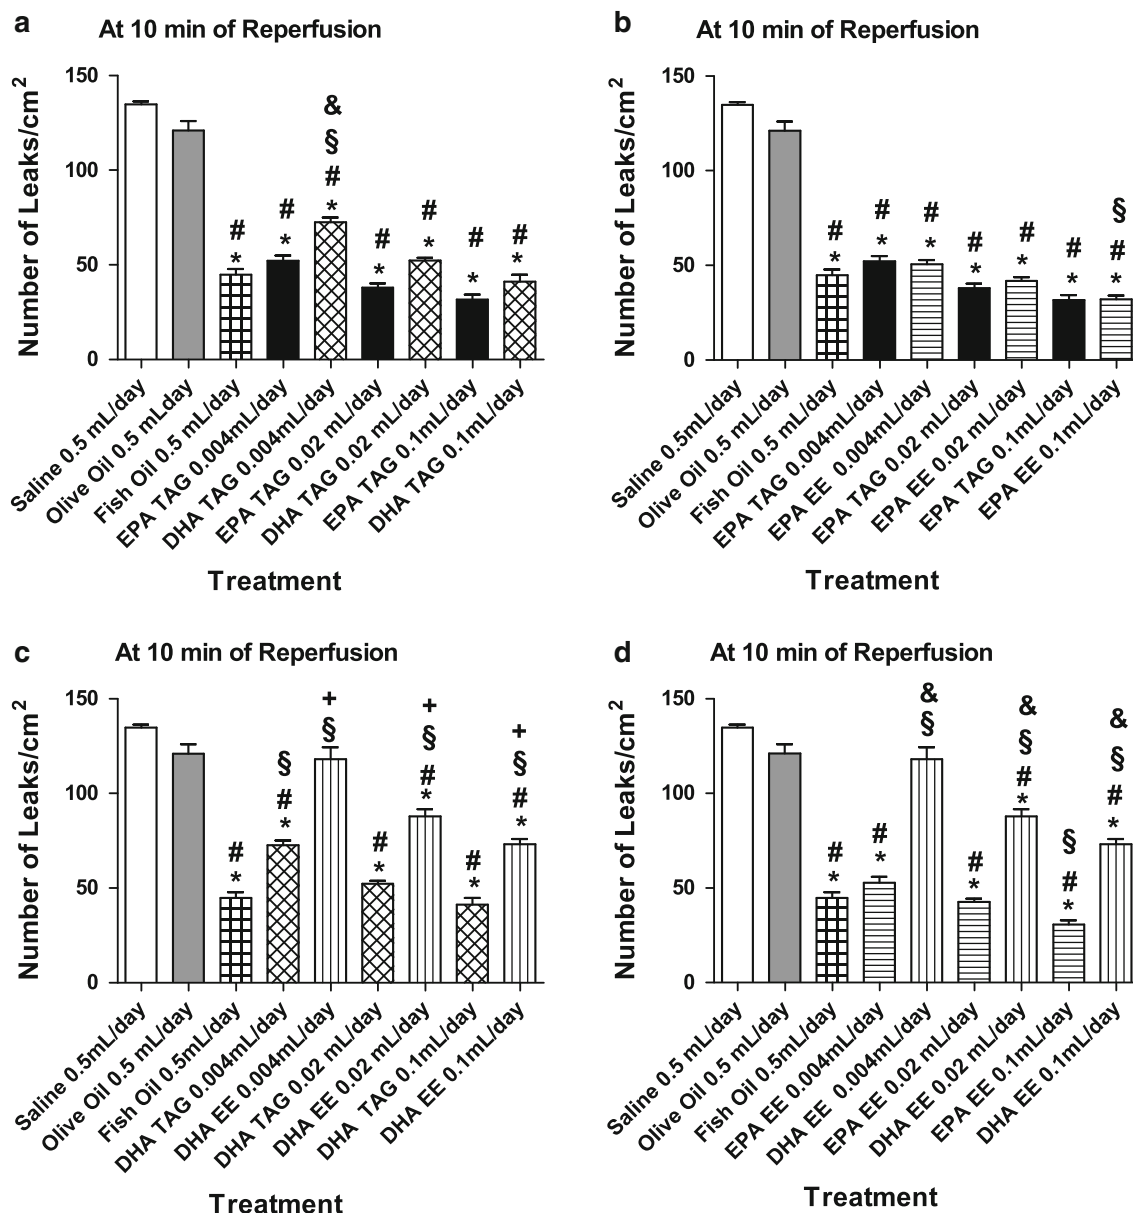 a
At 10 min of Reperfusion
Number of Leaks/cm2
150
100
50
0
# * # * & § # * # * # * # * # *
Saline 0.5 mL/day
Olive Oil 0.5 mLday
Fish Oil 0.5 mL/day
EPA TAG 0.004mL/day
DHA TAG 0.004mL/day
EPA TAG 0.02 mL/day
DHA TAG 0.02 mL/day
EPA TAG 0.1mL/day
DHA TAG 0.1mL/day
Treatment
b
At 10 min of Reperfusion
Number of Leaks/cm2
150
100
50
0
# * # * # * # * # * # * § # *
Saline 0.5mL/day
Olive Oil 0.5 mL/day
Fish Oil 0.5 mL/day
EPA TAG 0.004mL/day
EPA EE 0.004mL/day
EPA TAG 0.02 mL/day
EPA EE 0.02 mL/day
EPA TAG 0.1mL/day
EPA EE 0.1mL/day
Treatment
c
At 10 min of Reperfusion
Number of Leaks/cm2
150
100
50
0
# * § # * + § # * + § # * # * + § # *
Saline 0.5mL/day
Olive Oil 0.5 mL/day
Fish Oil 0.5mL/day
DHA TAG 0.004mL/day
DHA EE 0.004mL/day
DHA TAG 0.02 mL/day
DHA EE 0.02 mL/day
DHA TAG 0.1mL/day
DHA EE 0.1mL/day
Treatment
d
At 10 min of Reperfusion
Number of Leaks/cm2
150
100
50
0
# * # * & § # * & § # * § # * & § # *
Saline 0.5 mL/day
Olive Oil 0.5 mL/day
Fish Oil 0.5mL/day
EPA EE 0.004mL/day
DHA EE 0.004mL/day
EPA EE 0.02 mL/day
DHA EE 0.02 mL/day
EPA EE 0.1mL/day
DHA EE 0.1mL/day
Treatment